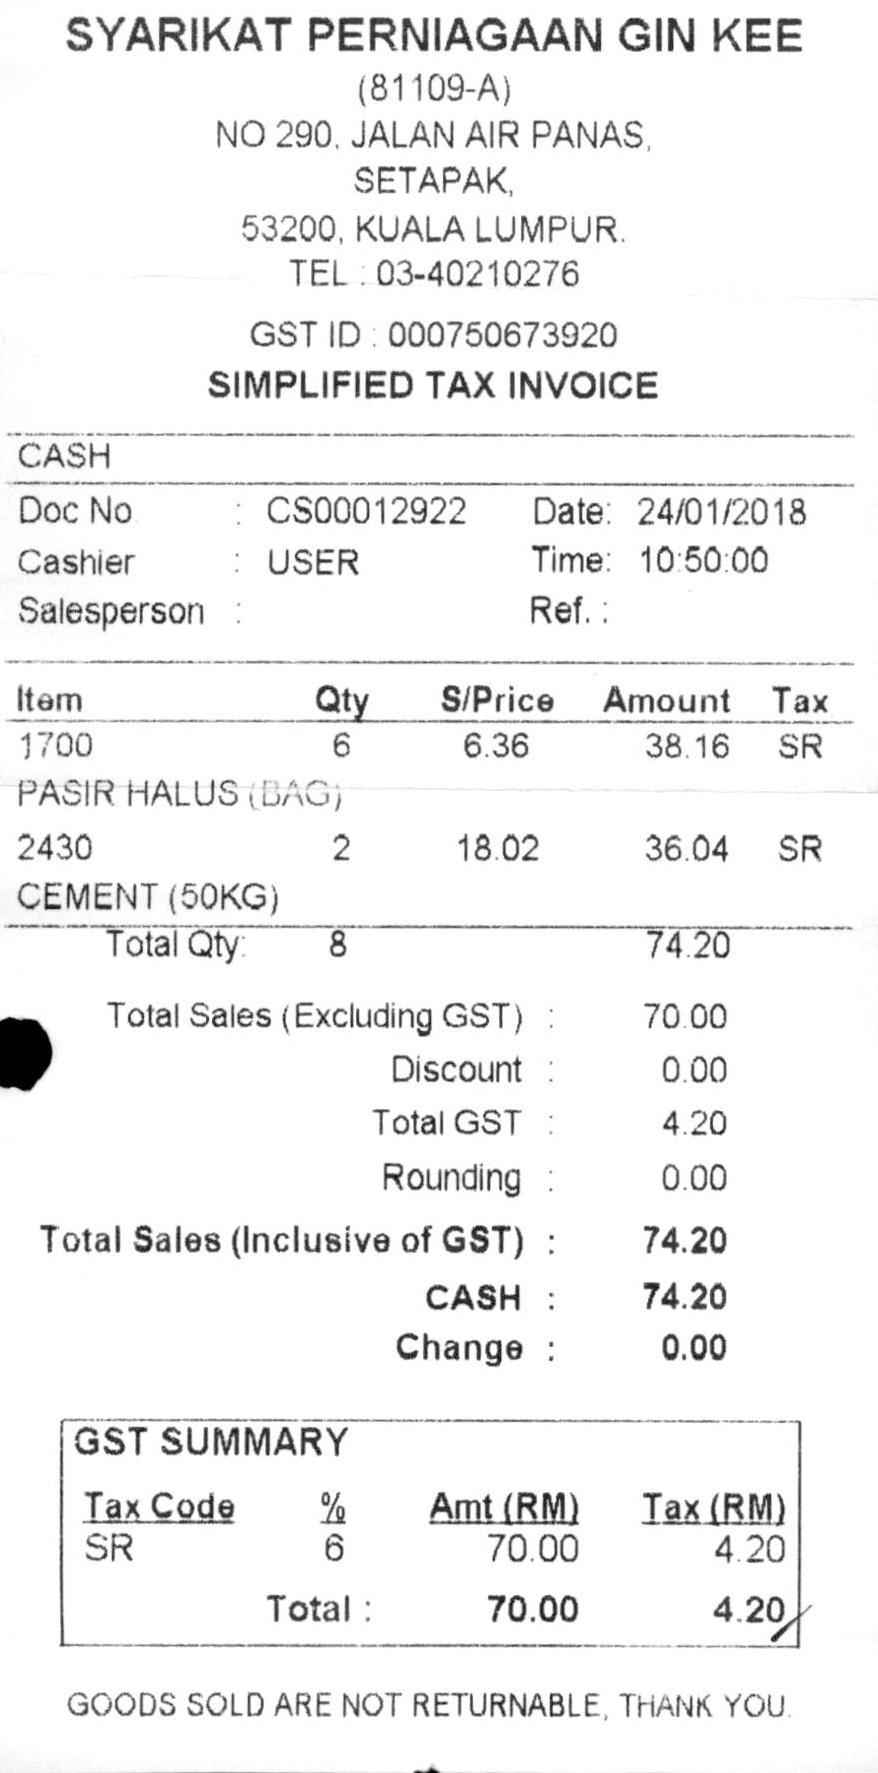 SYARIKAT PERNIAGAAN GIN KEE
(81109-A)
NO 290, JALAN AIR PANAS,
SETAPAK,
53200, KUALA LUMPUR.
TEL : 03-40210276
GST ID : 000750673920
SIMPLIFIED TAX INVOICE
CASH
Doc No : CS00012922 Date: 24/01/2018
Cashier : USER Time: 10:50:00
Salesperson : Ref. :
Item Qty S/Price Amount Tax
1700 6 6.36 38.16 SR
PASIR HALUS (BAG)
2430 2 18.02 36.04 SR
CEMENT (50KG)
Total Qty: 8 74.20
Total Sales (Excluding GST) : 70.00
Discount : 0.00
Total GST : 4.20
Rounding : 0.00
Total Sales (Inclusive of GST) : 74.20
CASH : 74.20
Change : 0.00
GST SUMMARY
Tax Code % Amt (RM) Tax (RM)
SR 6 70.00 4.20
Total : 70.00 4.20
GOODS SOLD ARE NOT RETURNABLE, THANK YOU.